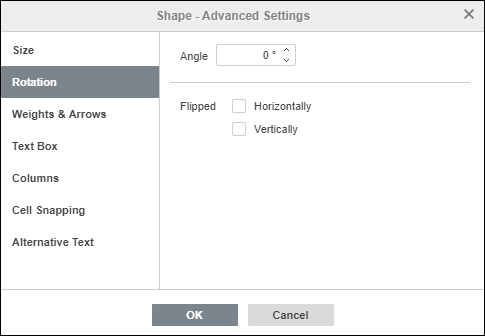 Shape - Advanced Settings
Size
Rotation
Weights & Arrows
Text Box
Columns
Cell Snapping
Alternative Text
Angle 0 °
Flipped Horizontally
Vertically
OK Cancel